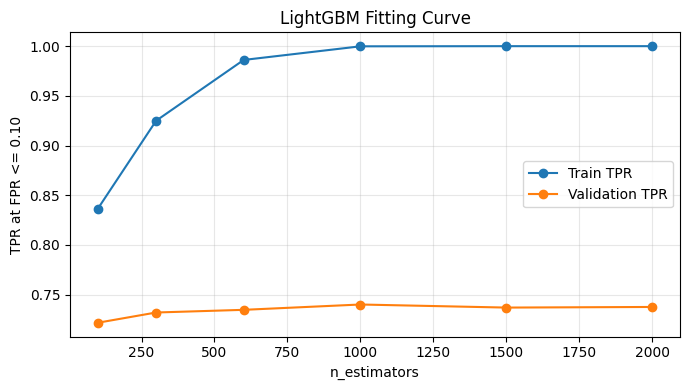 LightGBM Fitting Curve
TPR at FPR <= 0.10
1.00
0.95
0.90
0.85
0.80
0.75
Train TPR
Validation TPR
250 500 750 1000 1250 1500 1750 2000
n_estimators